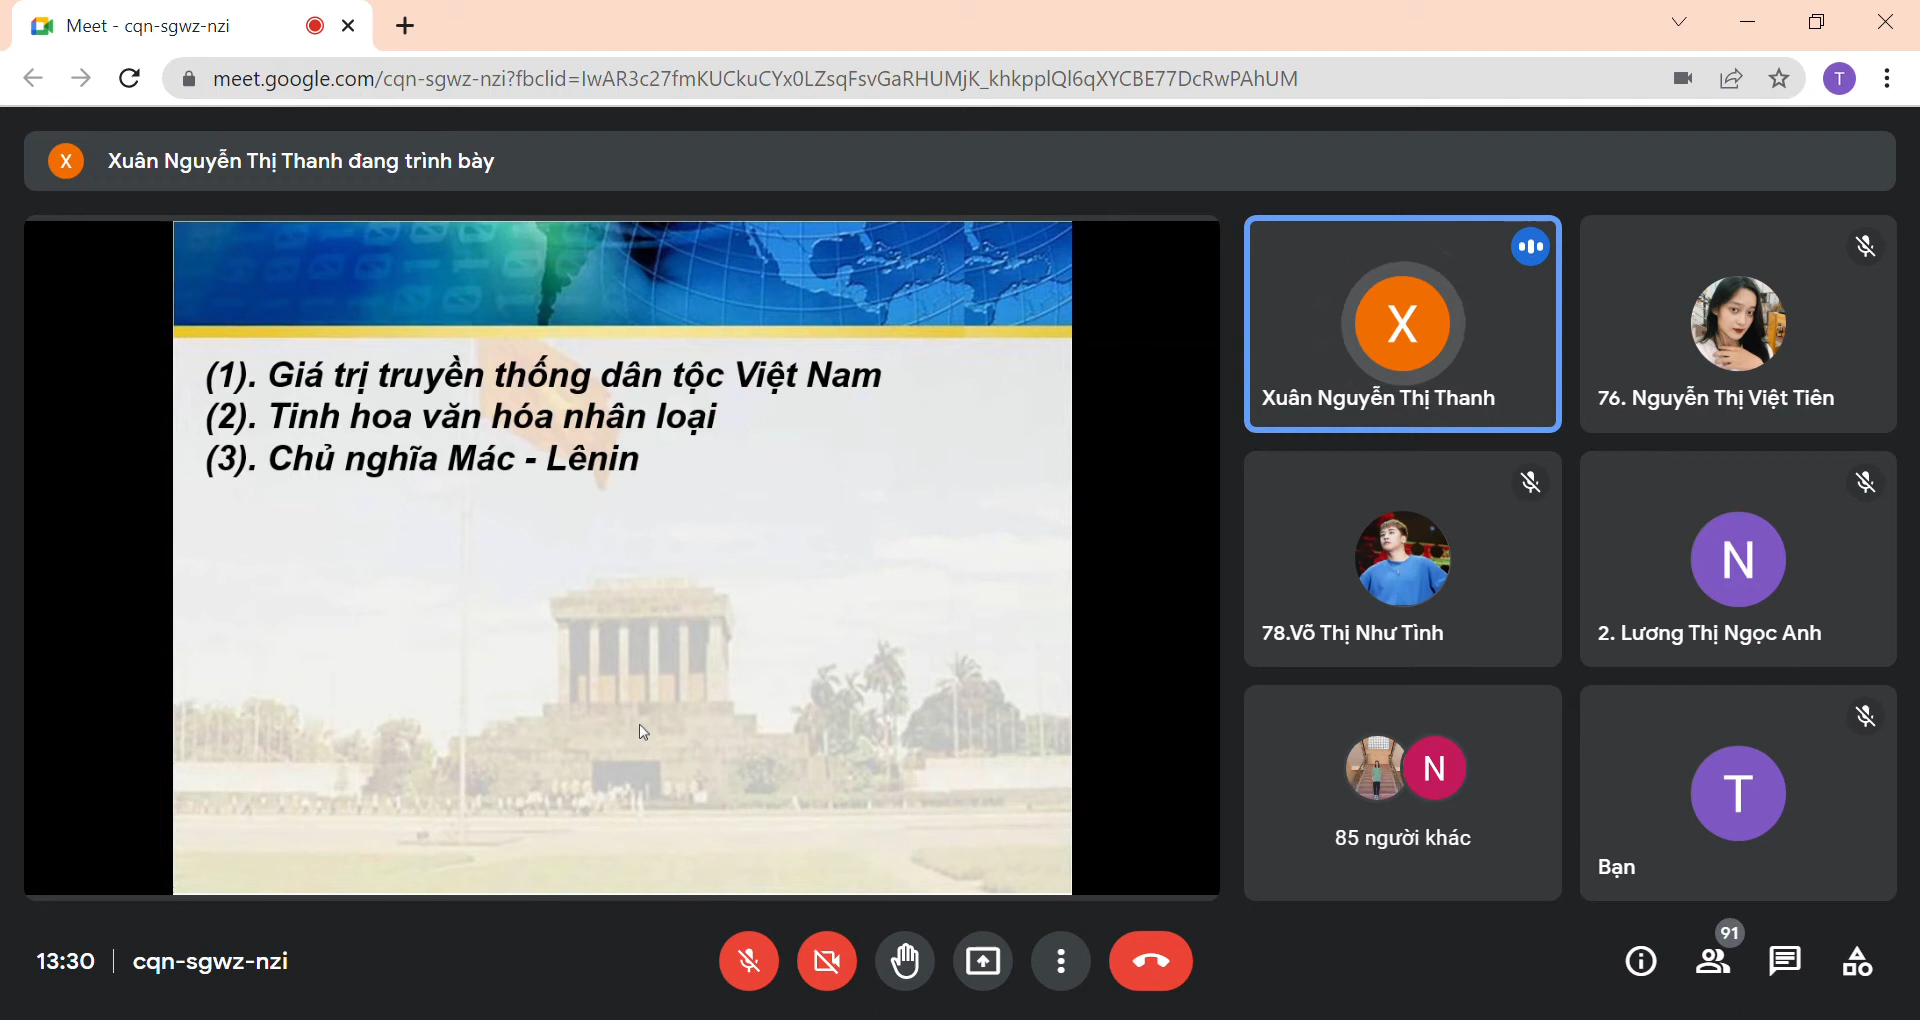 Meet - cqn-sgwz-nzi
meet.google.com/cqn-sgwz-nzi?fbclid=IwAR3c27fmKUCkuCYx0LZsqFsvGaRHUMjK_khkpplQl6qXYCBE77DcRwPAhUM
T
X
Xuân Nguyễn Thị Thanh đang trình bày
(1). Giá trị truyền thống dân tộc Việt Nam
(2). Tinh hoa văn hóa nhân loại
(3). Chủ nghĩa Mác - Lênin
X
Xuân Nguyễn Thị Thanh
76. Nguyễn Thị Việt Tiên
78.Võ Thị Như Tình
N
2. Lương Thị Ngọc Anh
N
85 người khác
T
Bạn
13:30
cqn-sgwz-nzi
91